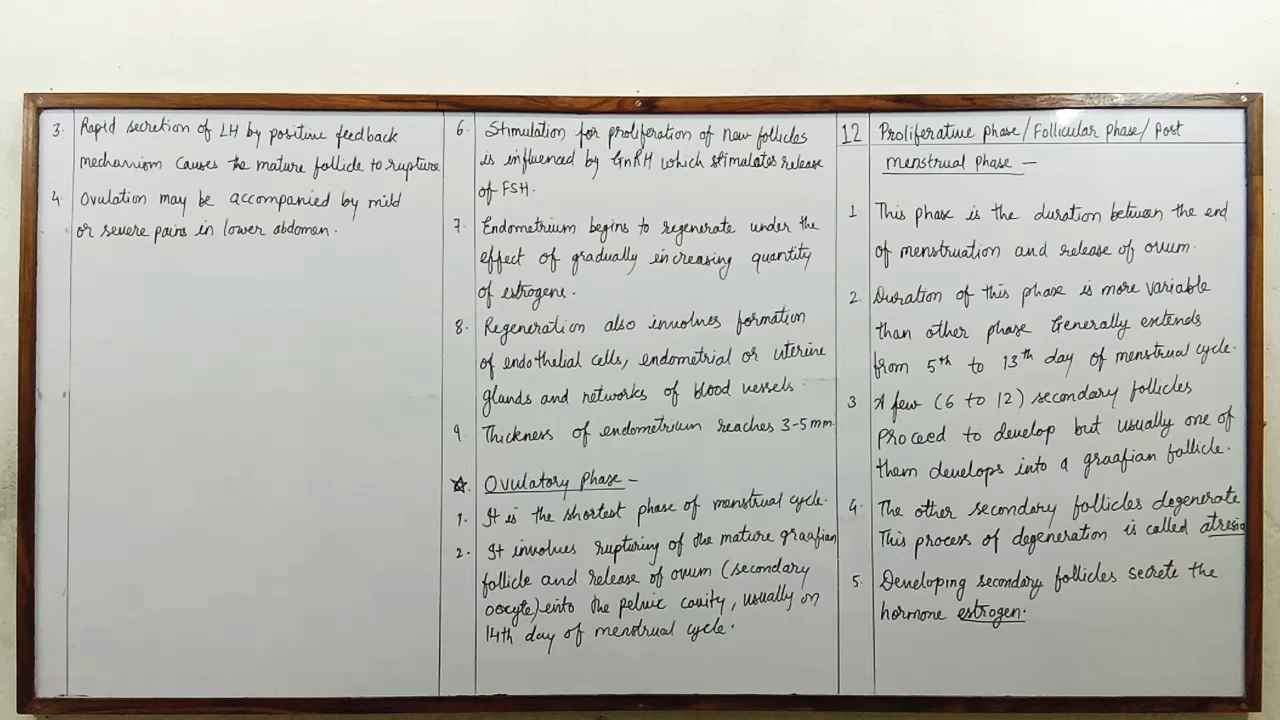 3. Rapid secretion of LH by positive feedback
mechanism causes the mature follicle to rupture
4. Ovulation may be accompanied by mild
or severe pains in lower abdomen.
6. Stimulation for proliferation of new follicles
is influenced by GnRH which stimulates release
of FSH.
7. Endometrium begins to regenerate under the
effect of gradually increasing quantity
of estrogene.
8. Regeneration also involves formation
of endothelial cells, endometrial or uterine
glands and networks of blood vessels.
9. Thickness of endometrium reaches 3-5mm.
☆. Ovulatory Phase -
1. It is the shortest phase of menstrual cycle.
2. It involves rupturing of the mature graafian
follicle and release of ovum (secondary
oocyte) into the pelvic cavity, usually on
14th day of menstrual cycle.
12 Proliferative phase/Follicular phase/Post
menstrual phase -
1 This phase is the duration between the end
of menstruation and release of ovum.
2. Duration of this phase is more variable
than other phase Generally extends
from 5th to 13th day of menstrual cycle.
3 A few (6 to 12) secondary follicles
proceed to develop but usually one of
them develops into a graafian follicle.
4. The other secondary follicles degenerate
This process of degeneration is called atresia
5. Developing secondary follicles secrete the
hormone estrogen.